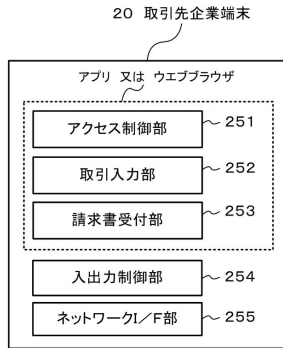 20 取引先企業端末
アプリ 又は ウエブブラウザ
アクセス制御部 251
取引入力部 252
請求書受付部 253
入出力制御部 254
ネットワークI/F部 255